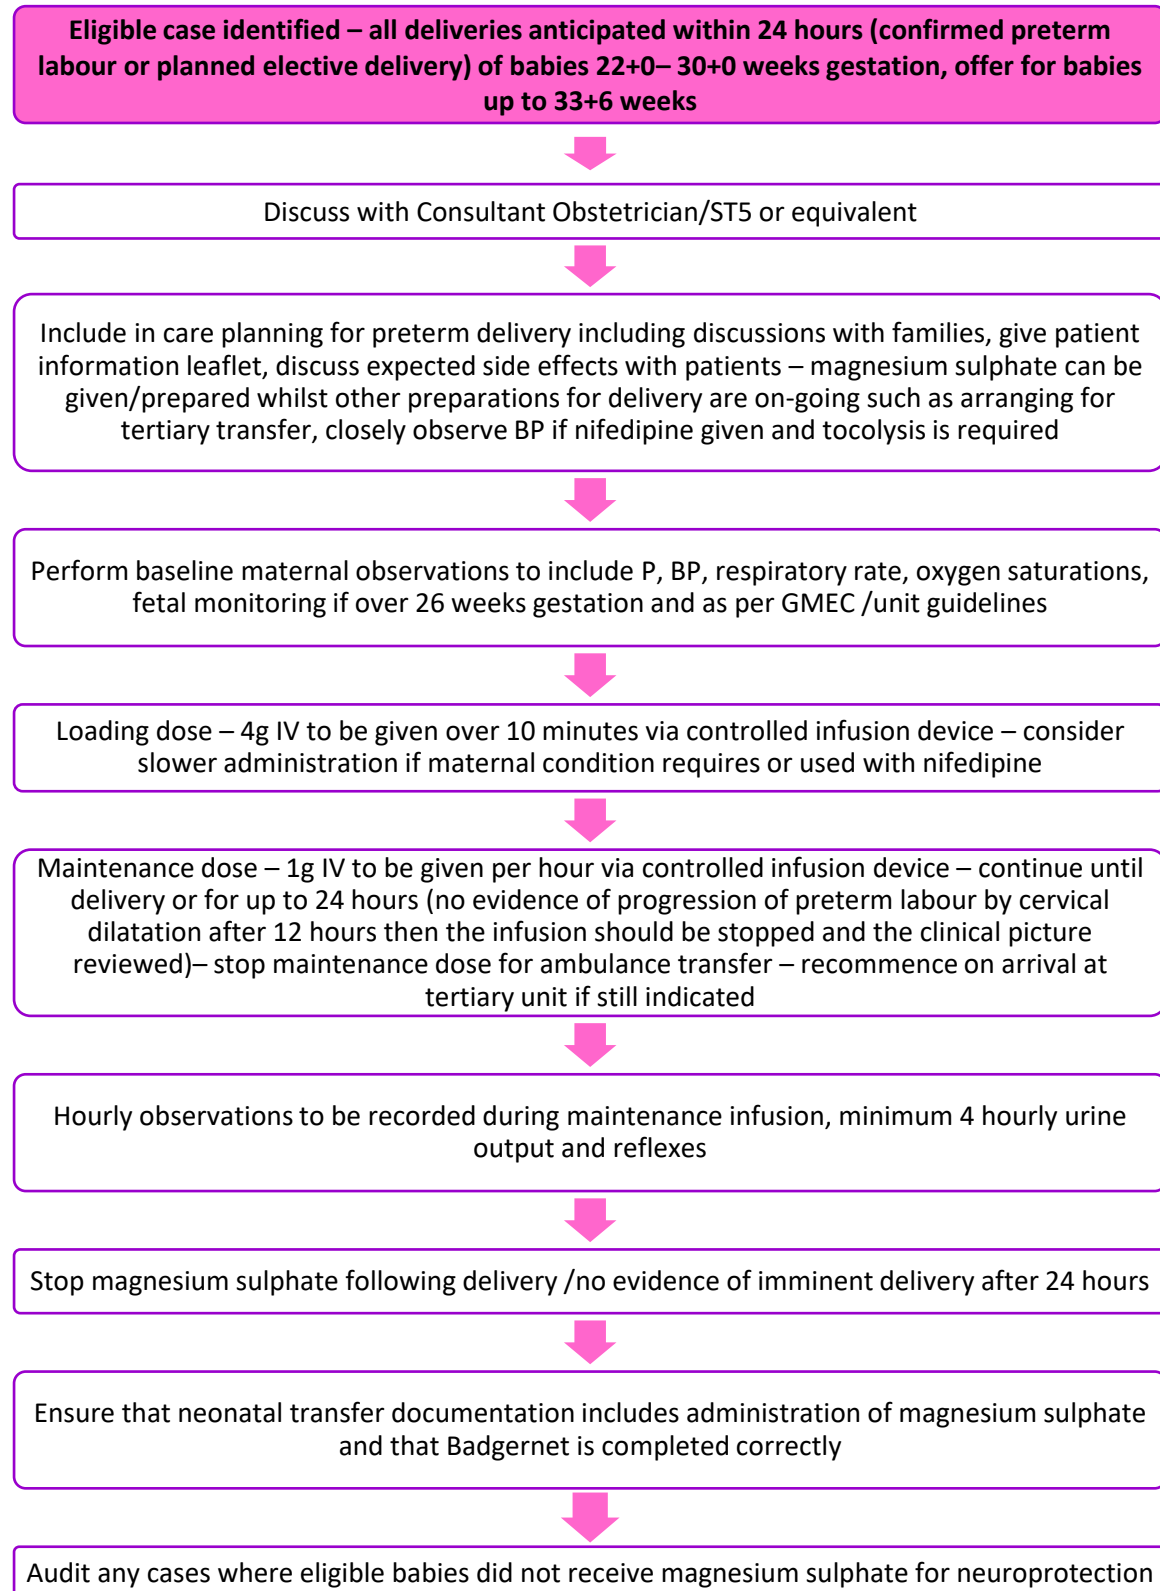 Eligible case identified – all deliveries anticipated within 24 hours (confirmed preterm
labour or planned elective delivery) of babies 22+0– 30+0 weeks gestation, offer for babies
up to 33+6 weeks
Discuss with Consultant Obstetrician/ST5 or equivalent
Include in care planning for preterm delivery including discussions with families, give patient
information leaflet, discuss expected side effects with patients – magnesium sulphate can be
given/prepared whilst other preparations for delivery are on-going such as arranging for
tertiary transfer, closely observe BP if nifedipine given and tocolysis is required
Perform baseline maternal observations to include P, BP, respiratory rate, oxygen saturations,
fetal monitoring if over 26 weeks gestation and as per GMEC /unit guidelines
Loading dose – 4g IV to be given over 10 minutes via controlled infusion device – consider
slower administration if maternal condition requires or used with nifedipine
Maintenance dose – 1g IV to be given per hour via controlled infusion device – continue until
delivery or for up to 24 hours (no evidence of progression of preterm labour by cervical
dilatation after 12 hours then the infusion should be stopped and the clinical picture
reviewed)– stop maintenance dose for ambulance transfer – recommence on arrival at
tertiary unit if still indicated
Hourly observations to be recorded during maintenance infusion, minimum 4 hourly urine
output and reflexes
Stop magnesium sulphate following delivery /no evidence of imminent delivery after 24 hours
Ensure that neonatal transfer documentation includes administration of magnesium sulphate
and that Badgernet is completed correctly
Audit any cases where eligible babies did not receive magnesium sulphate for neuroprotection